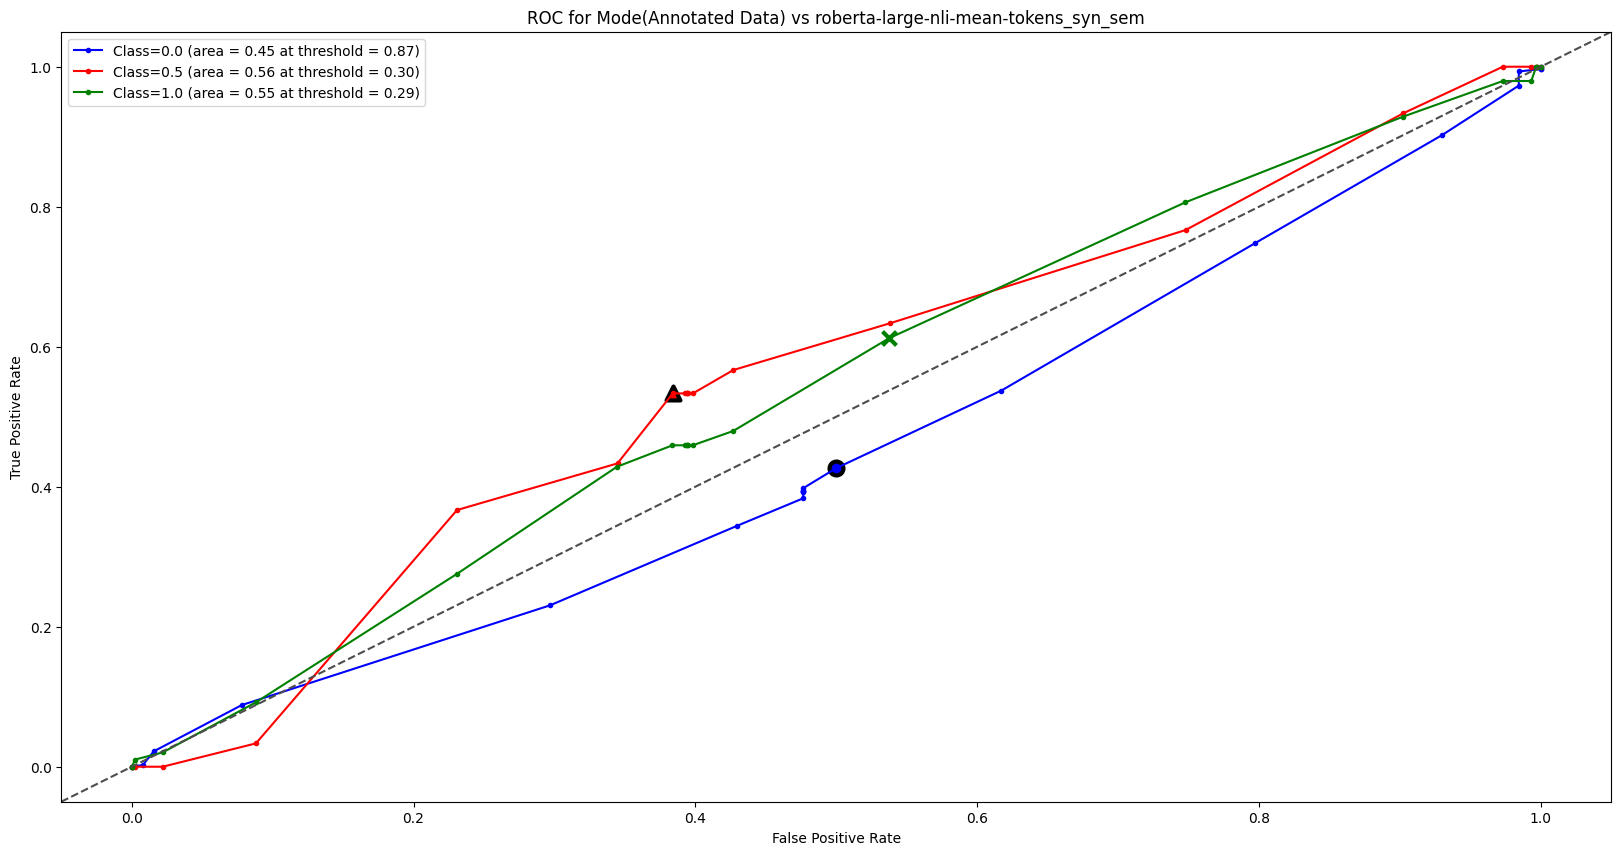 ROC for Mode(Annotated Data) vs roberta-large-nli-mean-tokens_syn_sem
Class=0.0 (area = 0.45 at threshold = 0.87)
Class=0.5 (area = 0.56 at threshold = 0.30)
Class=1.0 (area = 0.55 at threshold = 0.29)
True Positive Rate
1.0
0.8
0.6
0.4
0.2
0.0
0.0 0.2 0.4 0.6 0.8 1.0
False Positive Rate